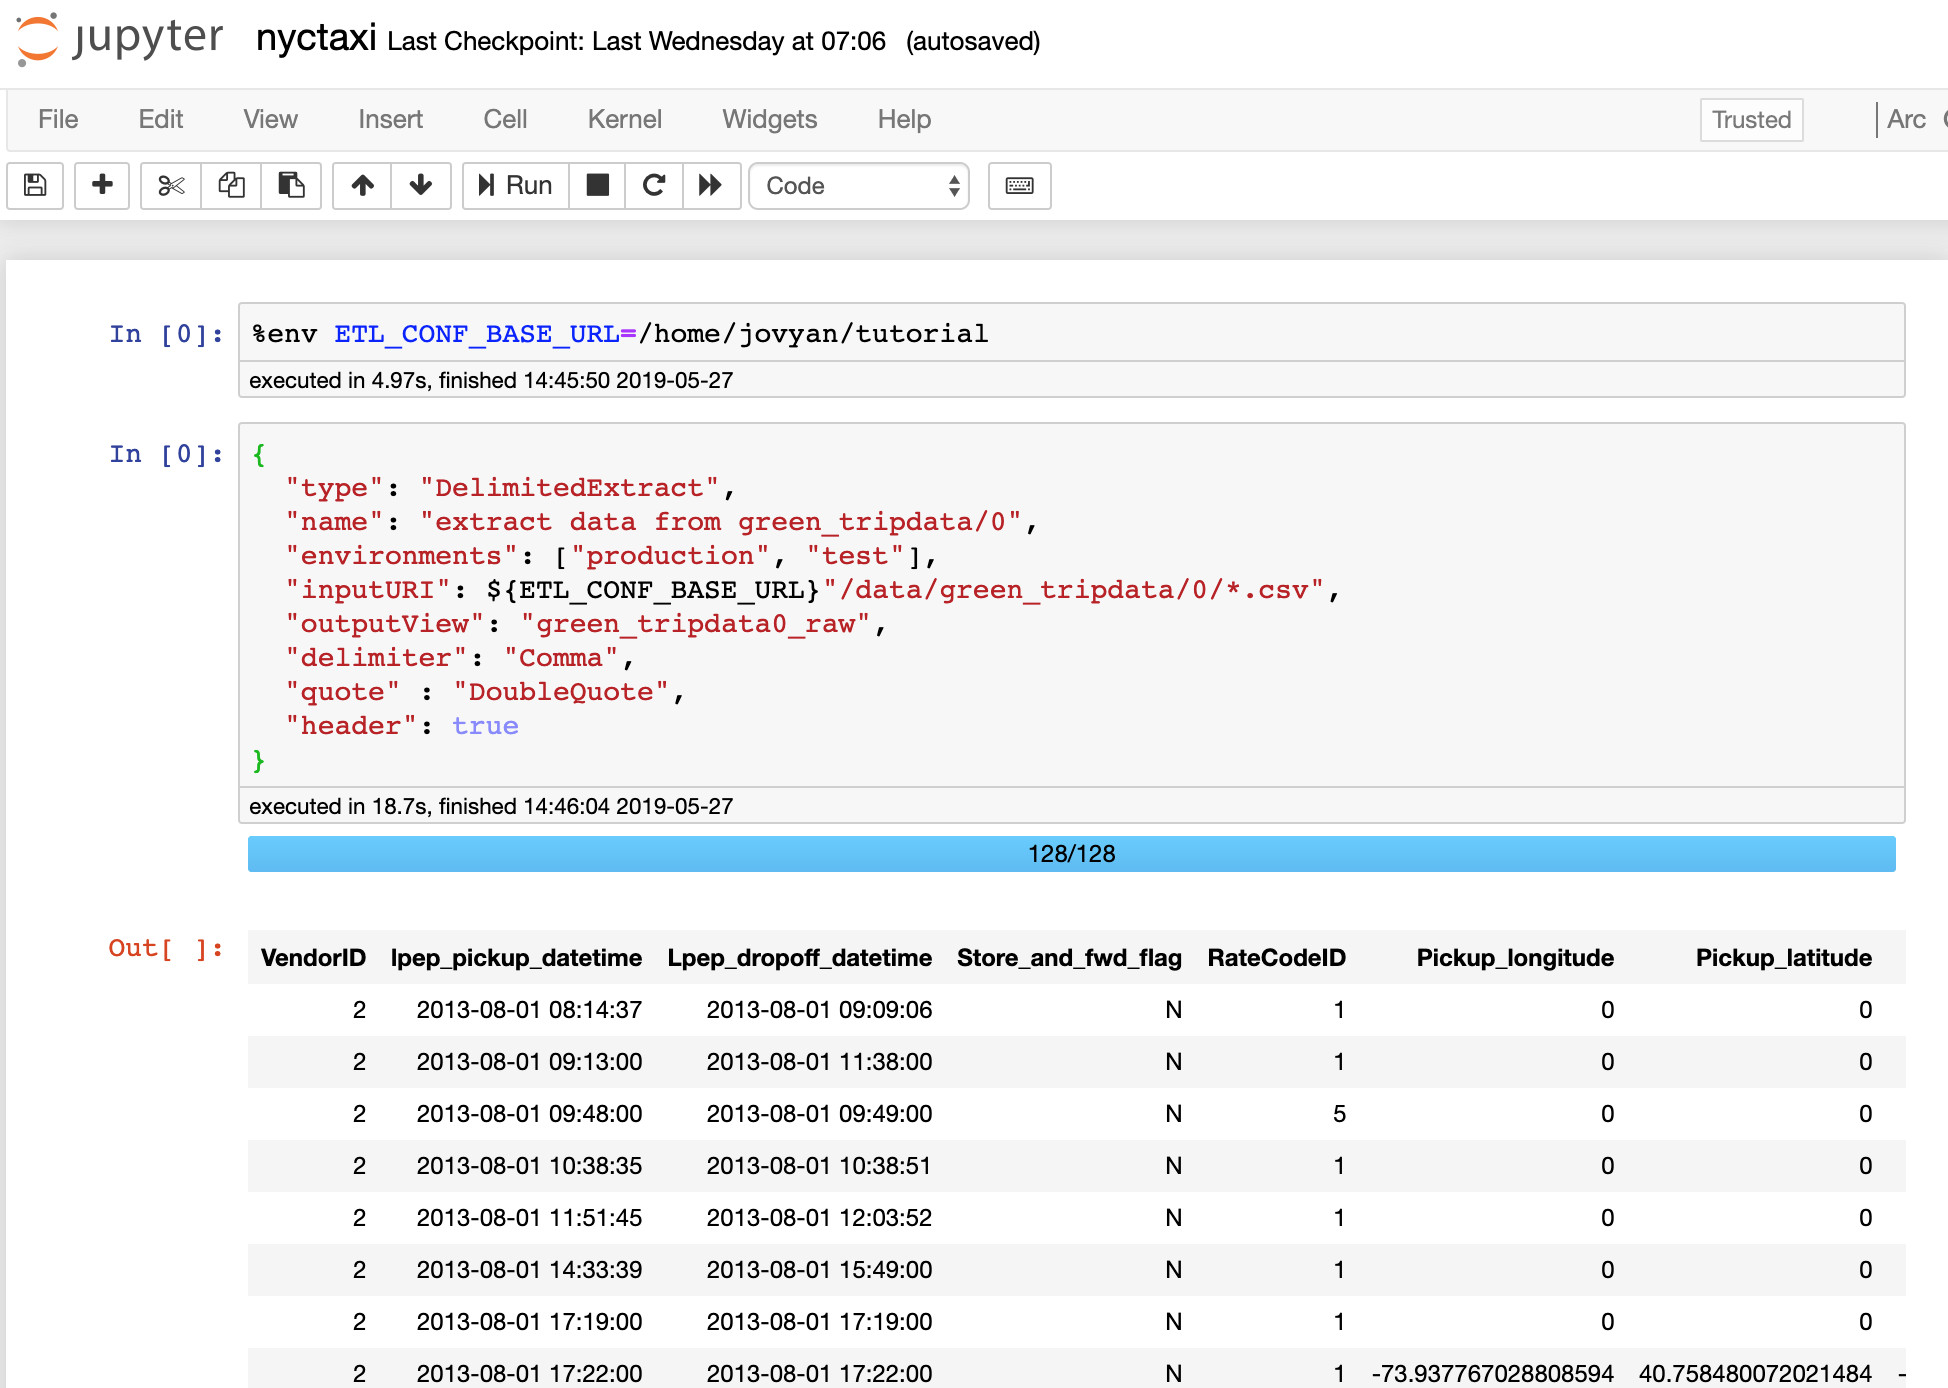 jupyter nyctaxi Last Checkpoint: Last Wednesday at 07:06 (autosaved)
File Edit View Insert Cell Kernel Widgets Help Trusted Arc
Run Code
In [0]: %env ETL_CONF_BASE_URL=/home/jovyan/tutorial
executed in 4.97s, finished 14:45:50 2019-05-27
In [0]: {
"type": "DelimitedExtract",
"name": "extract data from green_tripdata/0",
"environments": ["production", "test"],
"inputURI": ${ETL_CONF_BASE_URL}"/data/green_tripdata/0/*.csv",
"outputView": "green_tripdata0_raw",
"delimiter": "Comma",
"quote" : "DoubleQuote",
"header": true
}
executed in 18.7s, finished 14:46:04 2019-05-27
128/128
Out[ ]: VendorID lpep_pickup_datetime Lpep_dropoff_datetime Store_and_fwd_flag RateCodeID Pickup_longitude Pickup_latitude
2 2013-08-01 08:14:37 2013-08-01 09:09:06 N 1 0 0
2 2013-08-01 09:13:00 2013-08-01 11:38:00 N 1 0 0
2 2013-08-01 09:48:00 2013-08-01 09:49:00 N 5 0 0
2 2013-08-01 10:38:35 2013-08-01 10:38:51 N 1 0 0
2 2013-08-01 11:51:45 2013-08-01 12:03:52 N 1 0 0
2 2013-08-01 14:33:39 2013-08-01 15:49:00 N 1 0 0
2 2013-08-01 17:19:00 2013-08-01 17:19:00 N 1 0 0
2 2013-08-01 17:22:00 2013-08-01 17:22:00 N 1 -73.937767028808594 40.758480072021484 -